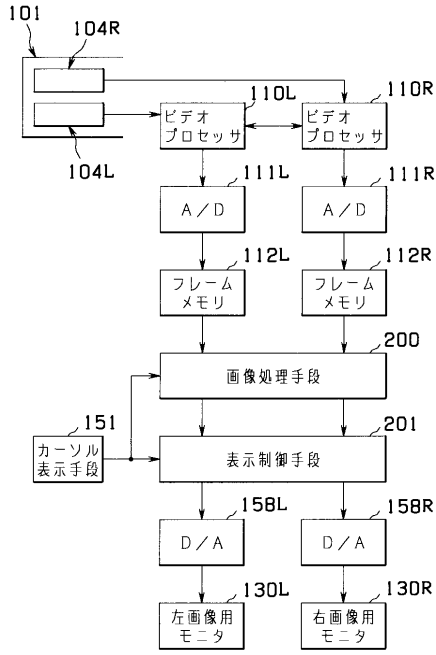 101
104R
104L
110L
110R
ビデオ
プロセッサ
ビデオ
プロセッサ
111L
111R
A/D
A/D
112L
112R
フレーム
メモリ
フレーム
メモリ
200
画像処理手段
151
カーソル
表示手段
201
表示制御手段
158L
158R
D/A
D/A
130L
130R
左画像用
モニタ
右画像用
モニタ